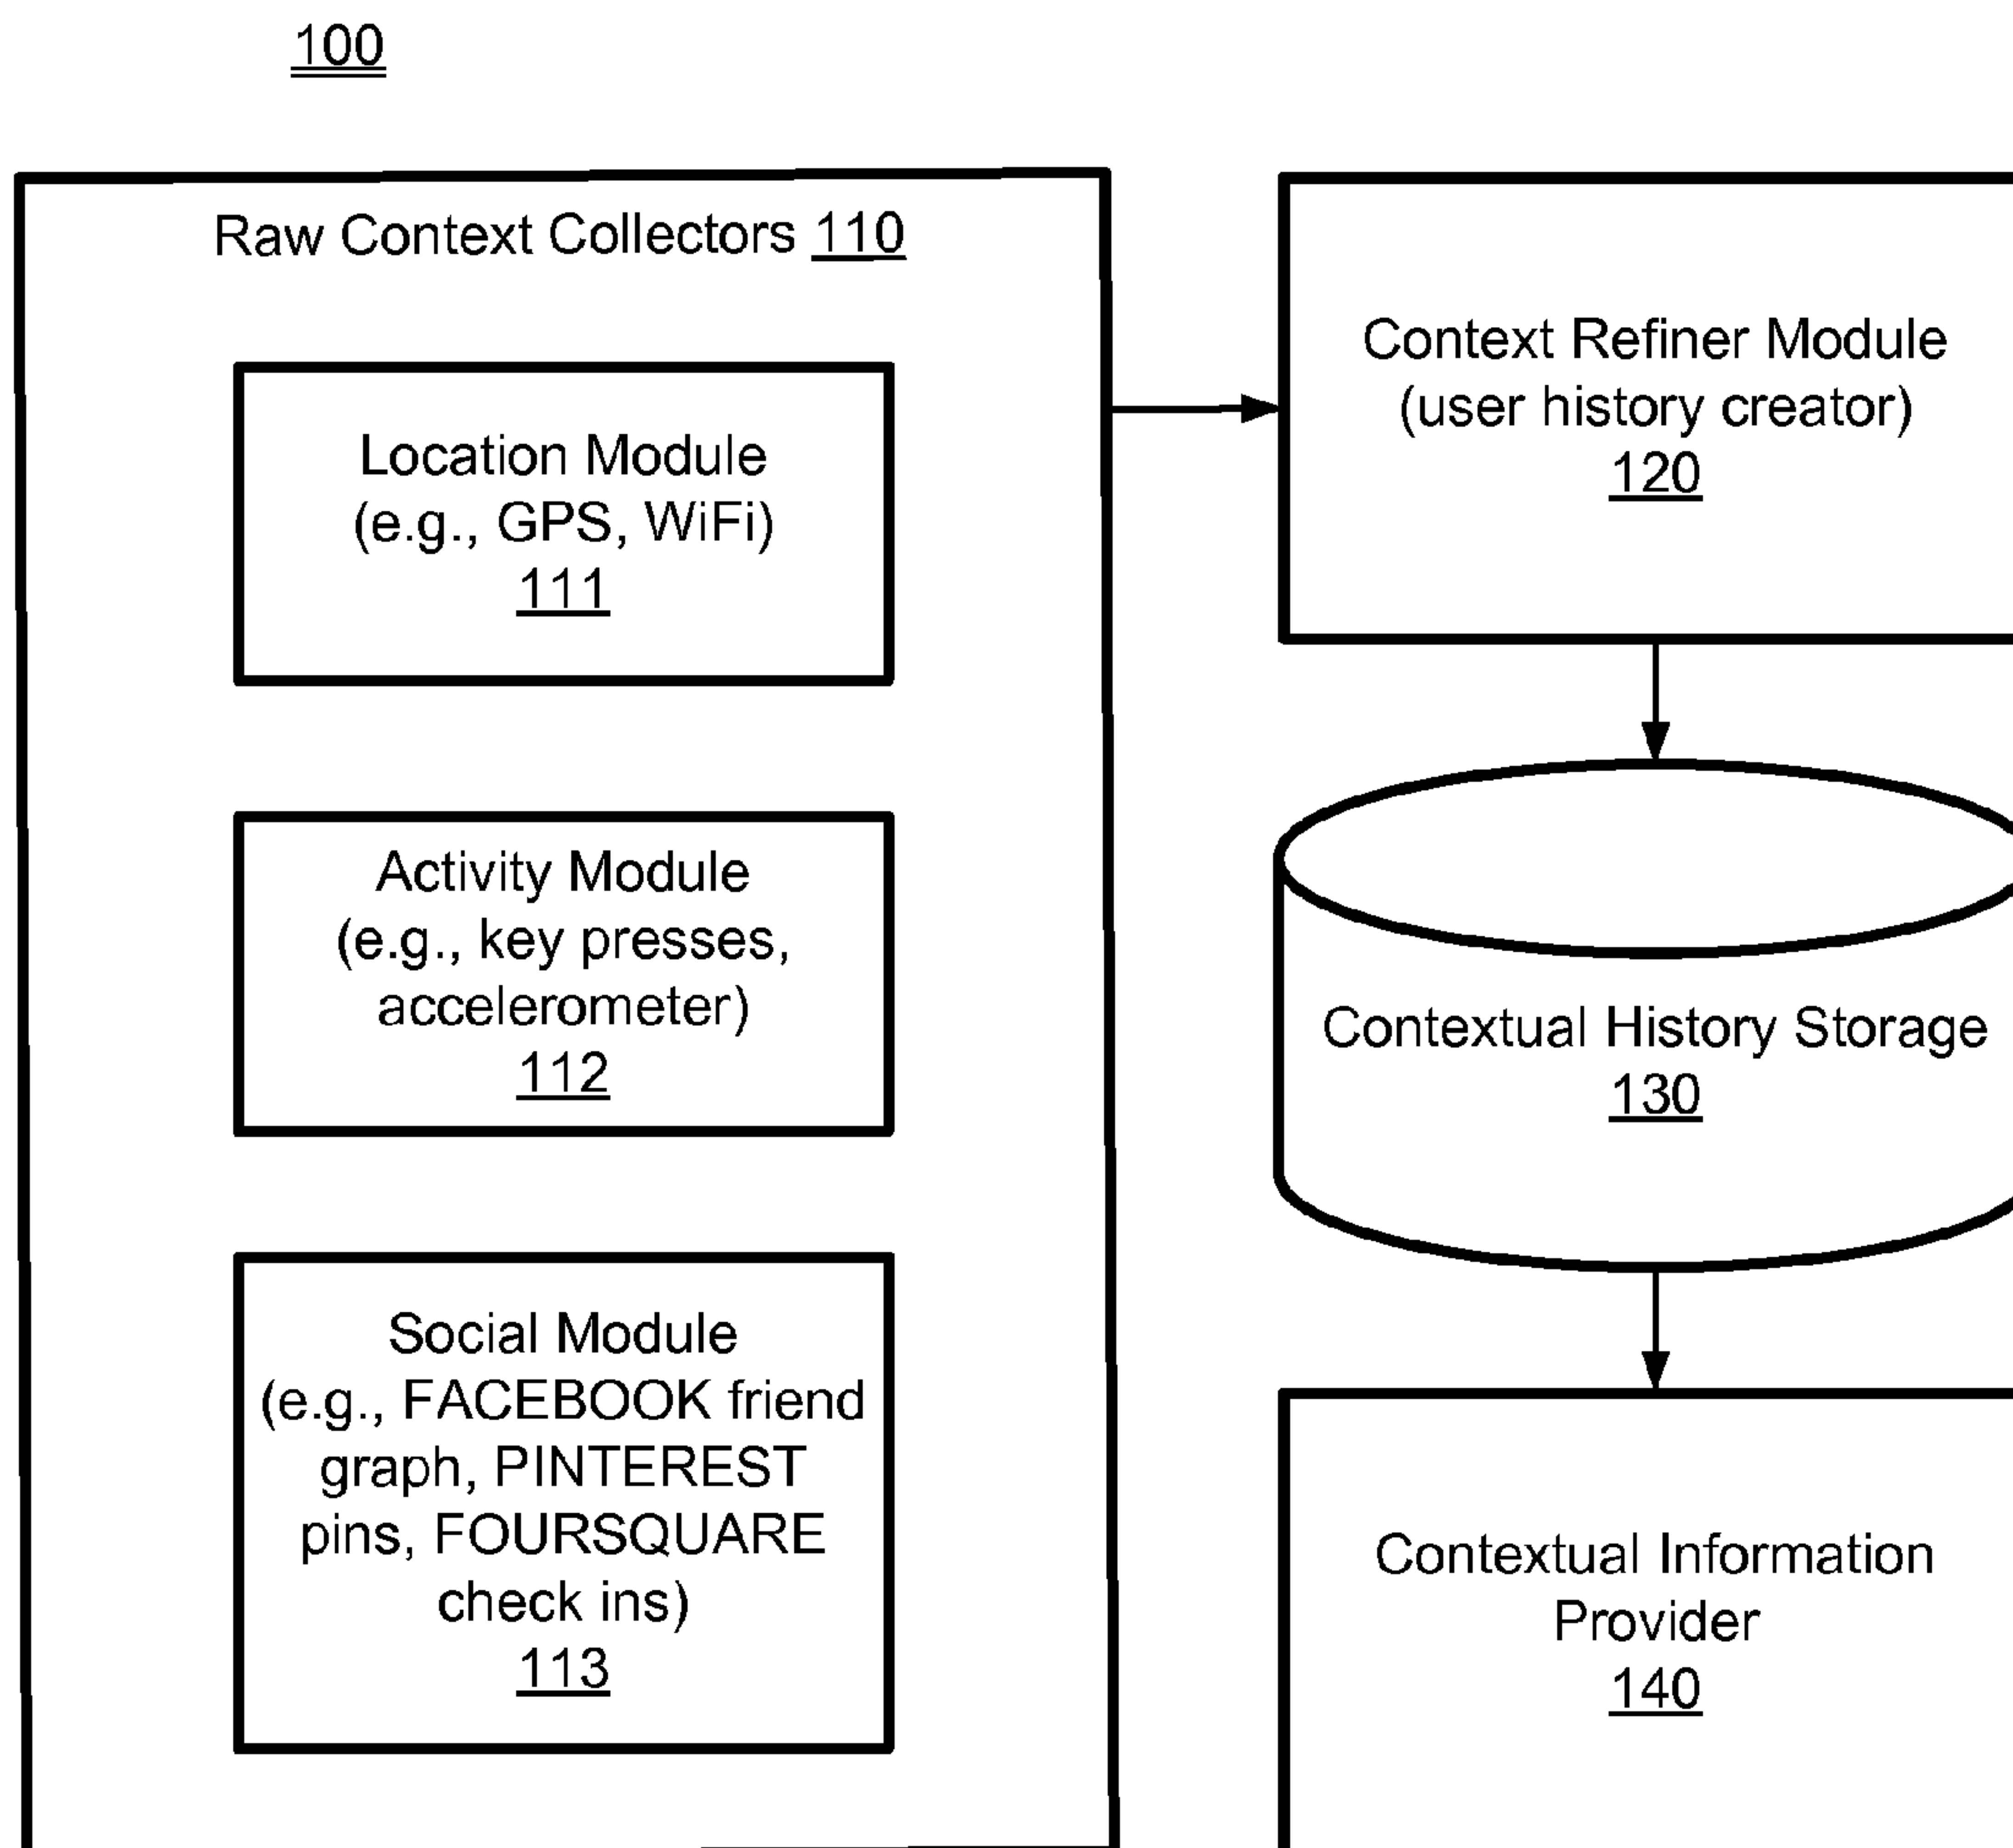 100
Raw Context Collectors 110
Location Module
(e.g., GPS, WiFi)
111
Activity Module
(e.g., key presses,
accelerometer)
112
Social Module
(e.g., FACEBOOK friend
graph, PINTEREST
pins, FOURSQUARE
check ins)
113
Context Refiner Module
(user history creator)
120
Contextual History Storage
130
Contextual Information
Provider
140